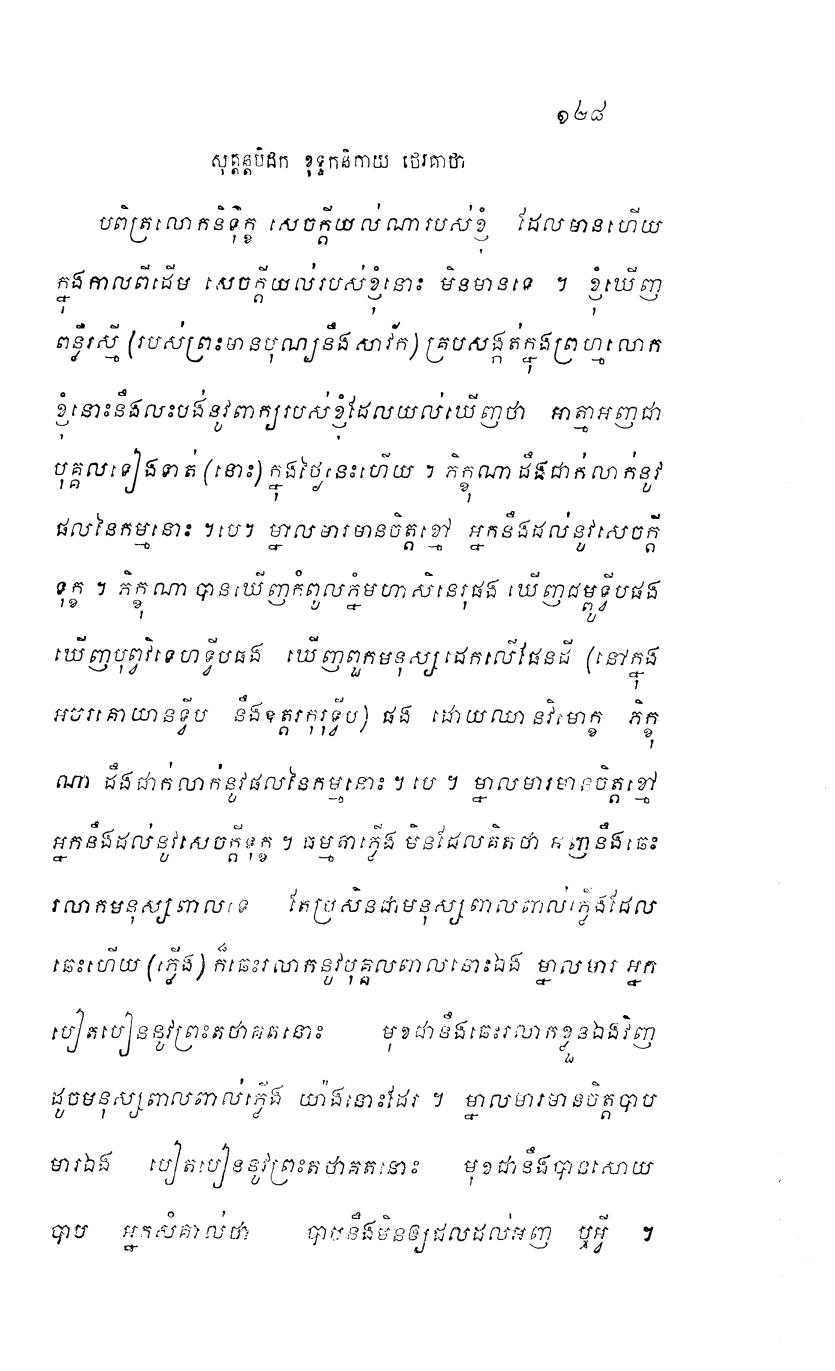 ១២៨
សុត្តន្តបិដក ខុទ្ទកនិកាយ ថេរគាថា
បពិត្រលោកនិទុ្ទក្ខ សេចក្តីយល់ណារបស់ខ្ញុំ ដែលមានហើយ
ក្នុងកាលពីដើម សេចក្តីយល់របស់ខ្ញុំនោះ មិនមានទេ ។ ខ្ញុំឃើញ
ពន្លឺរស្មី (របស់ព្រះមានបុណ្យនឹងសាវ័ក) គ្របសង្កត់ក្នុងព្រហ្មលោក
ខ្ញុំនោះនឹងលះបង់នូវពាក្យរបស់ខ្ញុំដែលយល់ឃើញថា អាត្មាអញជា
បុគ្គលទៀងទាត់ (នោះ) ក្នុងថ្ងៃនេះហើយ ។ ភិក្ខុណា ដឹងជាក់លាក់នូវ
ផលនៃកម្មនោះ ។បេ។ ម្នាលមារមានចិត្តខ្មៅ អ្នកនឹងដល់នូវសេចក្តី
ទុក្ខ ។ ភិក្ខុណា បានឃើញកំពូលភ្នំមហាសិនេរុផង ឃើញជម្ពូទ្វីបផង
ឃើញបុព្វវិទេហទ្វីបផង ឃើញពួកមនុស្សដេកលើផែនដី (នៅក្នុង
អបរគោយានទ្វីប នឹងឧត្តរកុរុទ្វីប) ផង ដោយឈានវិមោក្ខ ភិក្ខុ
ណា ដឹងជាក់លាក់នូវផលនៃកម្មនោះ ។ បេ ។ ម្នាលមារមានចិត្តខ្មៅ
អ្នកនឹងដល់នូវសេចក្តីទុក្ខ ។ ធម្មតាភ្លើង មិនដែលគិតថា អញនឹងឆេះ
រលាកមនុស្សពាលទេ តែប្រសិនជាមនុស្សពាលពាល់ភ្លើងដែល
ឆេះហើយ (ភ្លើង) ក៏ឆេះរលាកនូវបុគ្គលពាលនោះឯង ម្នាលមារ អ្នក
បៀតបៀននូវព្រះតថាគតនោះ មុខជានឹងឆេះរលាកខ្លួនឯងវិញ
ដូចមនុស្សពាលពាល់ភ្លើង យ៉ាងនោះដែរ ។ ម្នាលមារមានចិត្តបាប
មារឯង បៀតបៀននូវព្រះតថាគតនោះ មុខជានឹងបានសោយ
បាប អ្នកសំគាល់ថា បាបនឹងមិនឲ្យផលដល់អញ ឬអ្វី ។